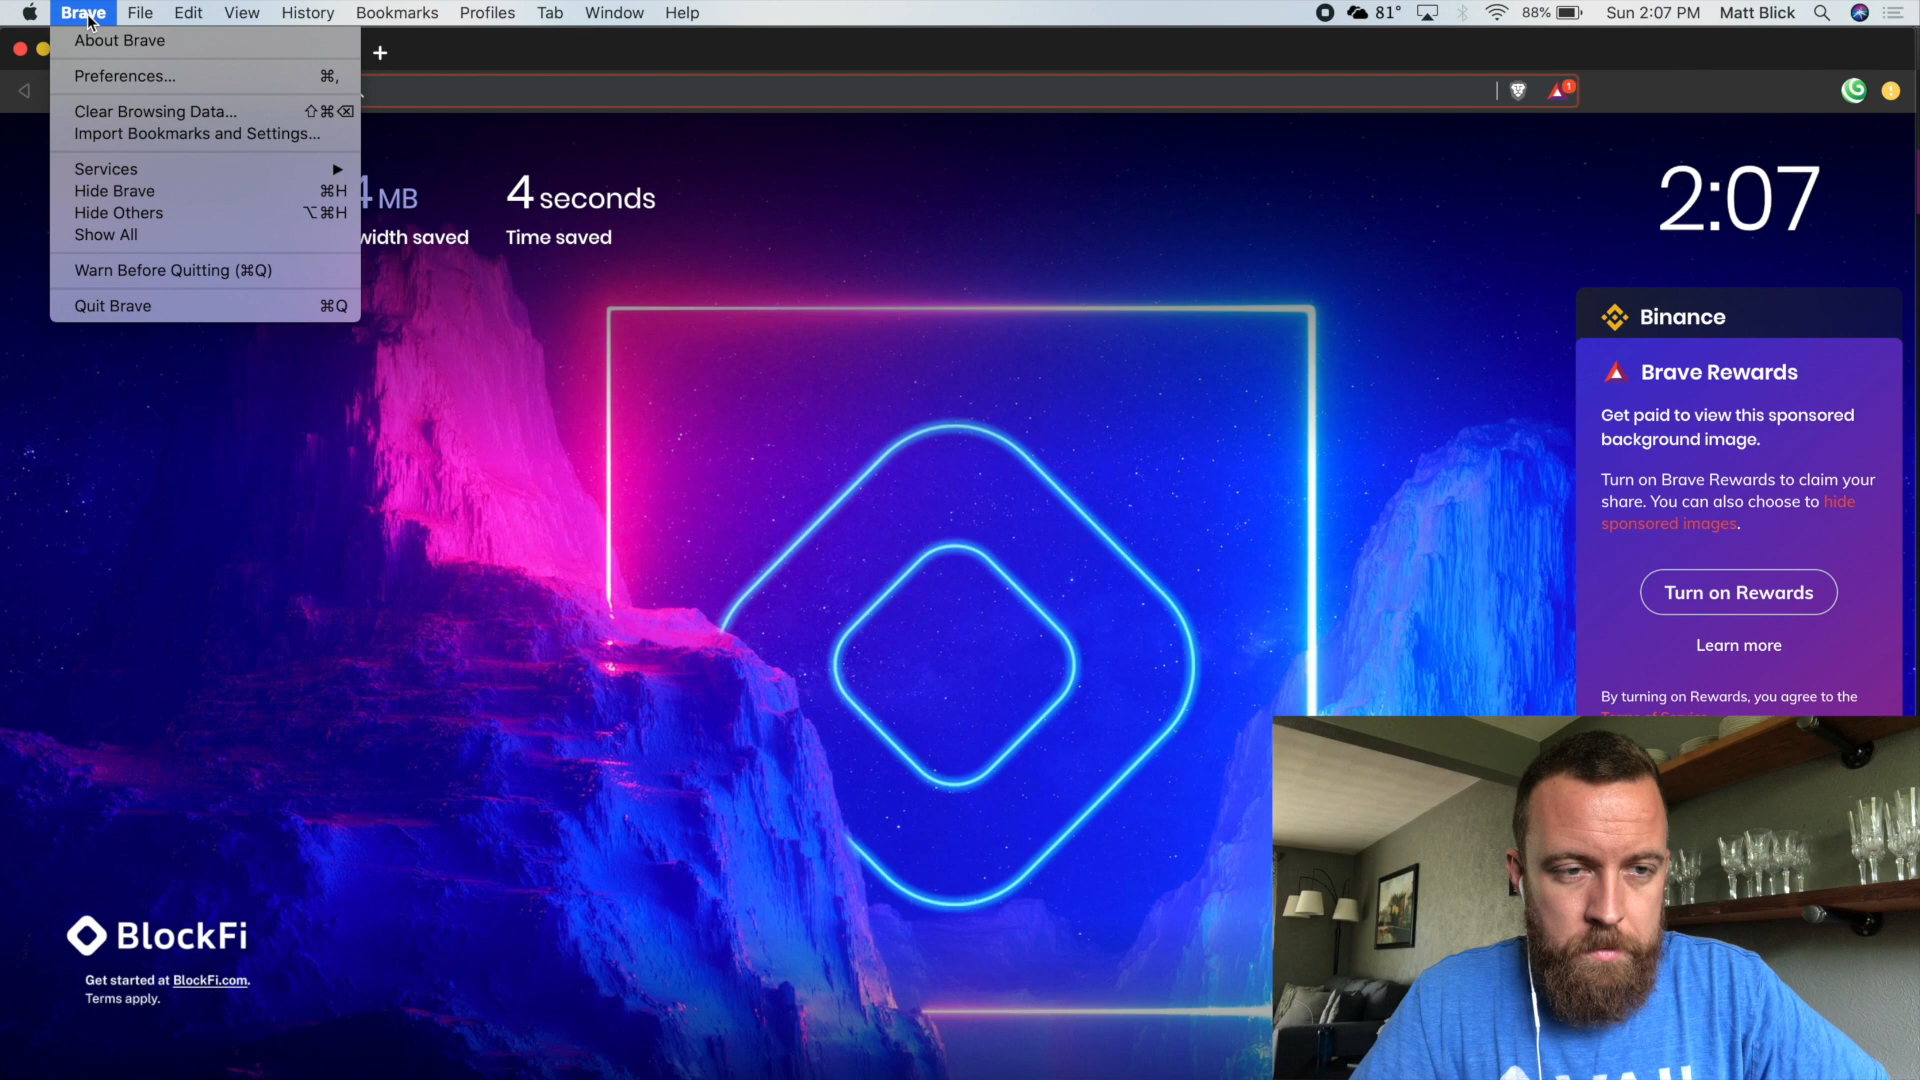 Brave File Edit View History Bookmarks Profiles Tab Window Help 81° 88% Sun 2:07 PM Matt Blick
About Brave
Preferences... ⌘,
Clear Browsing Data... ⇧⌘⌫
Import Bookmarks and Settings...
Services ▶
Hide Brave ⌘H
Hide Others ⌥⌘H
Show All
Warn Before Quitting (⌘Q)
Quit Brave ⌘Q
+
1
4 MB
width saved
4 seconds
Time saved
2:07
Binance
Brave Rewards
Get paid to view this sponsored
background image.
Turn on Brave Rewards to claim your
share. You can also choose to hide
sponsored images.
Turn on Rewards
Learn more
By turning on Rewards, you agree to the
BlockFi
Get started at BlockFi.com.
Terms apply.